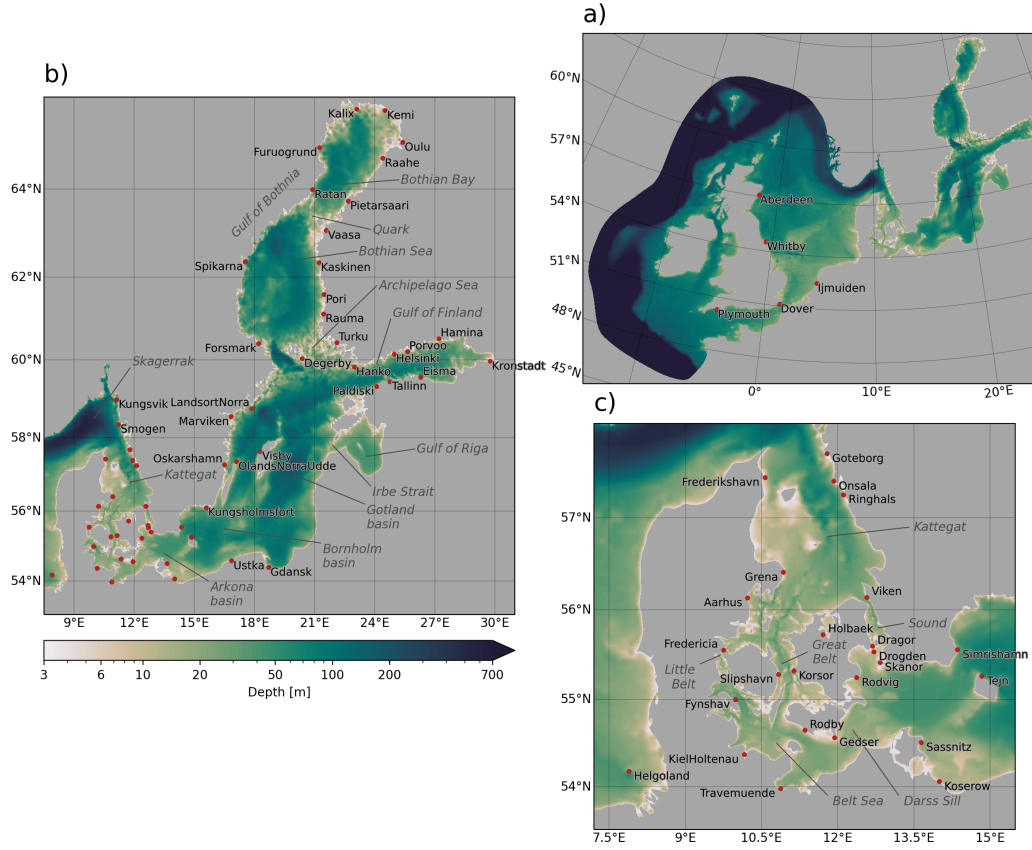 a)
60°N
57°N
54°N
51°N
48°N
45°N
Aberdeen
Whitby
Ijmuiden
Dover
Plymouth
0°
10°E
20°E
b)
Kalix
Kemi
Oulu
Furuogrund
Raahe
Bothian Bay
64°N
Ratan
Gulf of Bothnia
Pietarsaari
Quark
Vaasa
Bothian Sea
Spikarna
Kaskinen
62°N
Archipelago Sea
Pori
Rauma
Gulf of Finland
Turku
Hamina
Forsmark
Porvoo
Helsinki
60°N
Degerby
Kronstadt
Skagerrak
Hanko
Eisma
Tallinn
Paldiski
Kungsvik
LandsortNorra
Marviken
Smogen
58°N
Visby
Gulf of Riga
Oskarshamn
OlandsNorraUdde
Kattegat
Irbe Strait
Kungsholmsfort
Gotland
basin
56°N
Bornholm
basin
Ustka
Gdansk
54°N
Arkona
basin
9°E
12°E
15°E
18°E
21°E
24°E
27°E
30°E
3
6
10
20
30
60
100
200
700
Depth [m]
c)
Goteborg
Frederikshavn
Onsala
Ringhals
57°N
Kattegat
Grena
Viken
Aarhus
56°N
Sound
Holbaek
Fredericia
Great
Belt
Dragor
Drogden
Skanor
Simrishamn
Little
Belt
Slipshavn
Korsor
Rodvig
Tejn
55°N
Fynshav
Rodby
Gedser
Sassnitz
KielHoltenau
Helgoland
54°N
Travemuende
Belt Sea
Darss Sill
Koserow
7.5°E
9°E
10.5°E
12°E
13.5°E
15°E